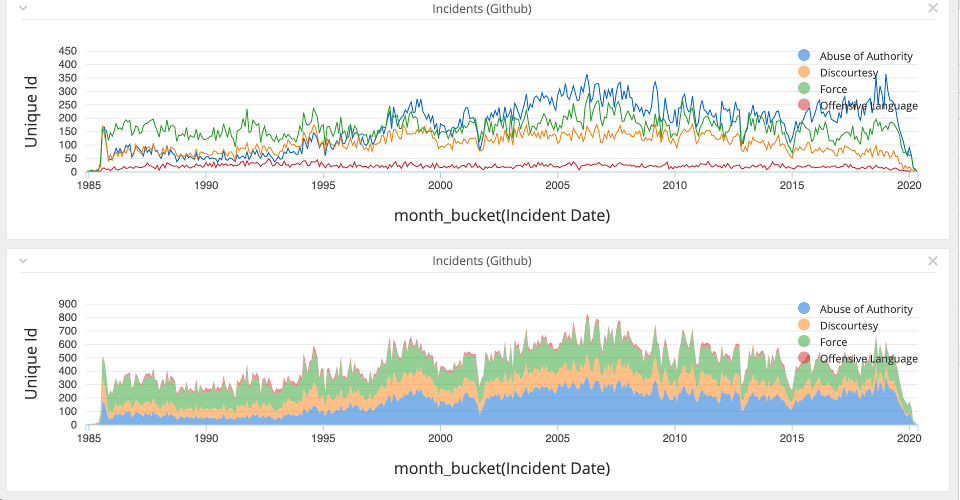 Incidents (Github)
450
400
350
300
250
200
150
100
50
0
Unique Id
Abuse of Authority
Discourtesy
Force
Offensive Language
1985 1990 1995 2000 2005 2010 2015 2020
month_bucket(Incident Date)
Incidents (Github)
900
800
700
600
500
400
300
200
100
0
Unique Id
Abuse of Authority
Discourtesy
Force
Offensive Language
1985 1990 1995 2000 2005 2010 2015 2020
month_bucket(Incident Date)